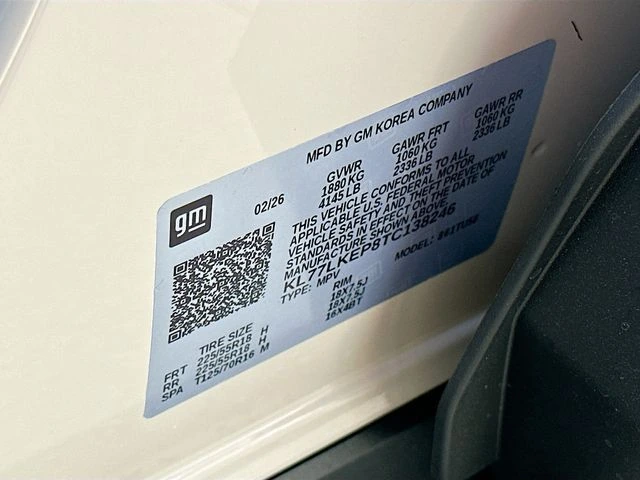 gm
02/26
MFD BY GM KOREA COMPANY
GVWR GAWR FRT GAWR RR
1880 KG 1060 KG 1060 KG
4145 LB 2336 LB 2336 LB
THIS VEHICLE CONFORMS TO ALL
APPLICABLE U.S. FEDERAL MOTOR
VEHICLE SAFETY AND THEFT PREVENTION
STANDARDS IN EFFECT ON THE DATE OF
MANUFACTURE SHOWN ABOVE.
KL77LKEP8TC138246
TYPE: MPV MODEL:
TIRE SIZE RIM
FRT 225/55R18 H 18X7.5J
RR 225/55R18 H 18X7.5J
SPA T125/70R16 M 16X4BT